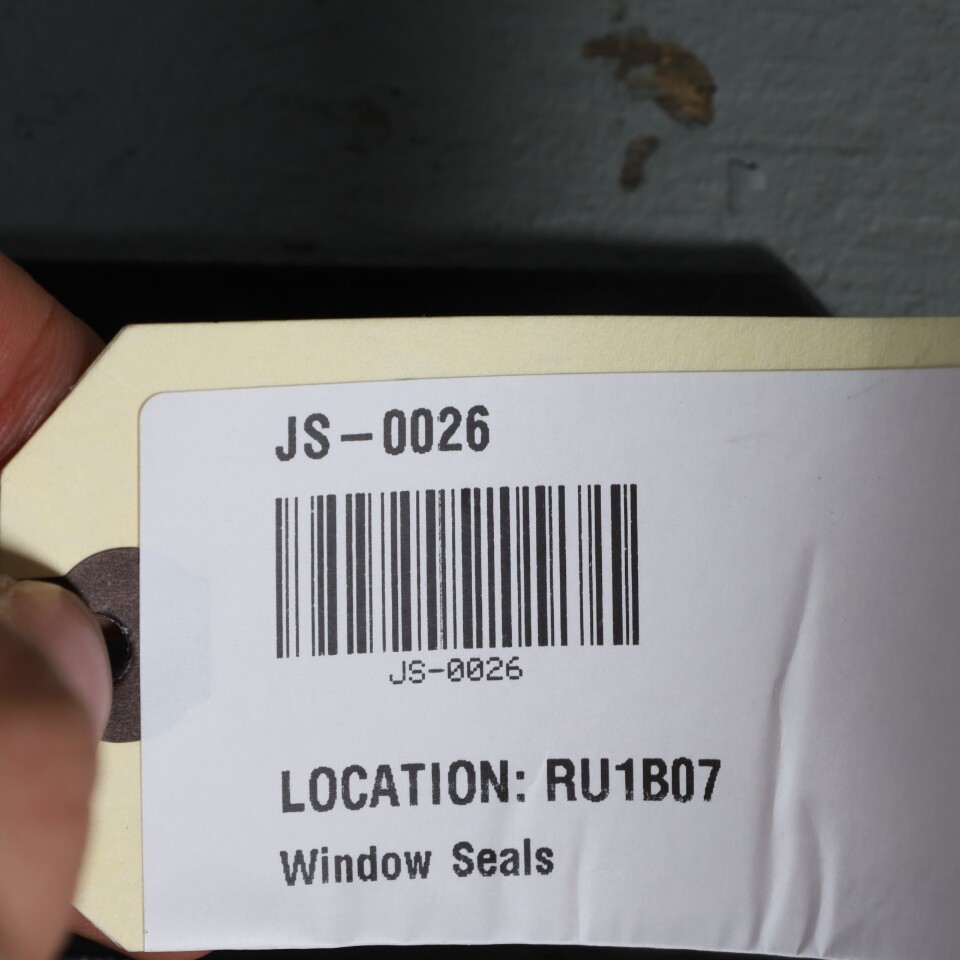 JS-0026
JS-0026
LOCATION: RU1B07
Window Seals